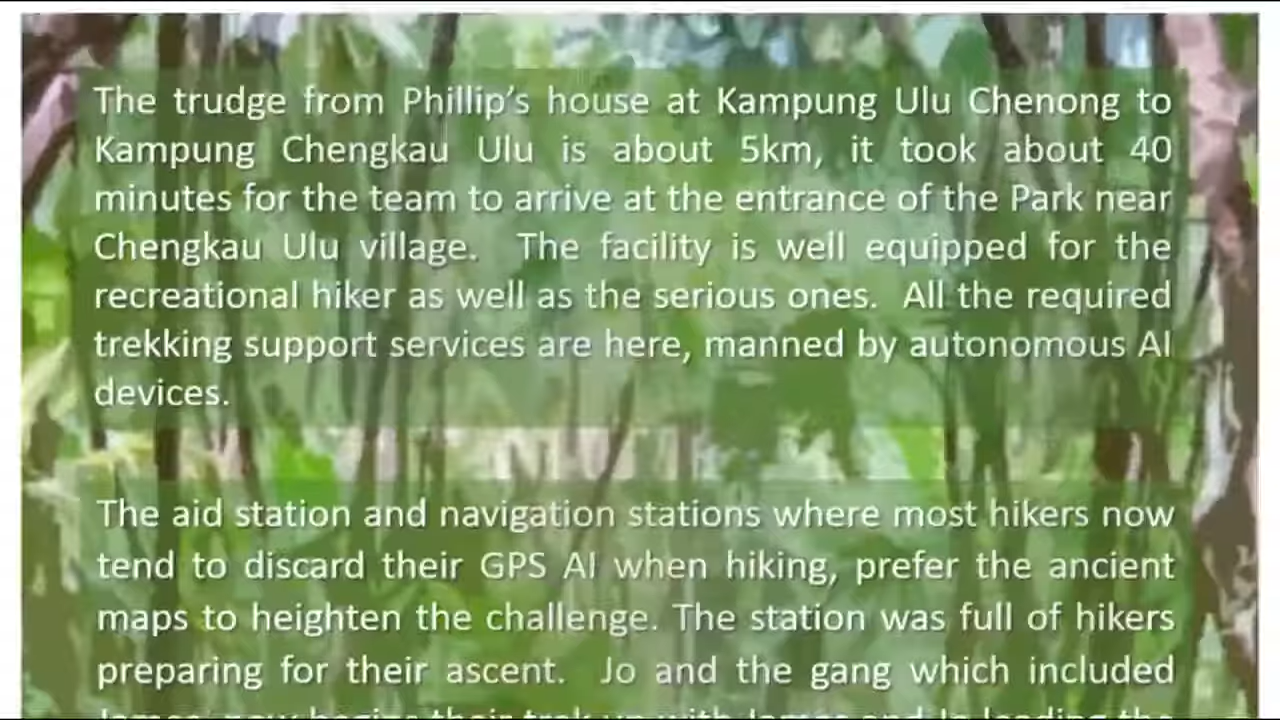 The trudge from Phillip's house at Kampung Ulu Chenong to
Kampung Chengkau Ulu is about 5km, it took about 40
minutes for the team to arrive at the entrance of the Park near
Chengkau Ulu village. The facility is well equipped for the
recreational hiker as well as the serious ones. All the required
trekking support services are here, manned by autonomous AI
devices.
The aid station and navigation stations where most hikers now
tend to discard their GPS AI when hiking, prefer the ancient
maps to heighten the challenge. The station was full of hikers
preparing for their ascent. Jo and the gang which included